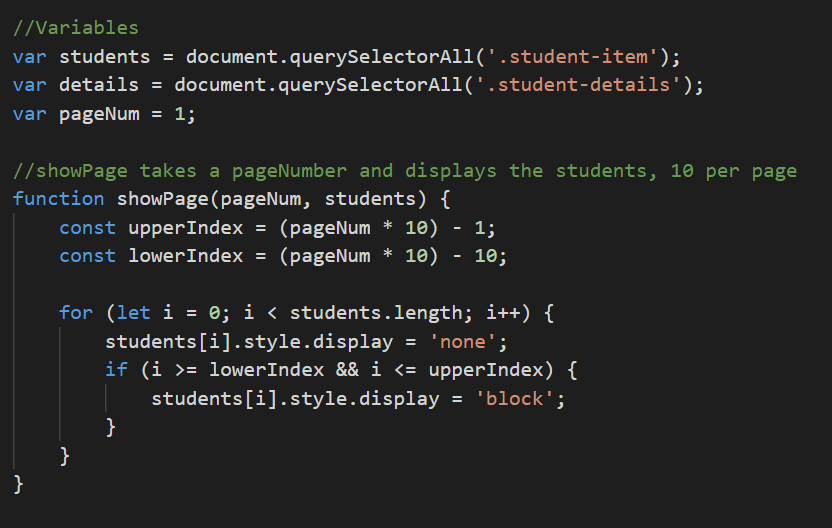 //Variables
var students = document.querySelectorAll('.student-item');
var details = document.querySelectorAll('.student-details');
var pageNum = 1;
//showPage takes a pageNumber and displays the students, 10 per page
function showPage(pageNum, students) {
const upperIndex = (pageNum * 10) - 1;
const lowerIndex = (pageNum * 10) - 10;
for (let i = 0; i < students.length; i++) {
students[i].style.display = 'none';
if (i >= lowerIndex && i <= upperIndex) {
students[i].style.display = 'block';
}
}
}